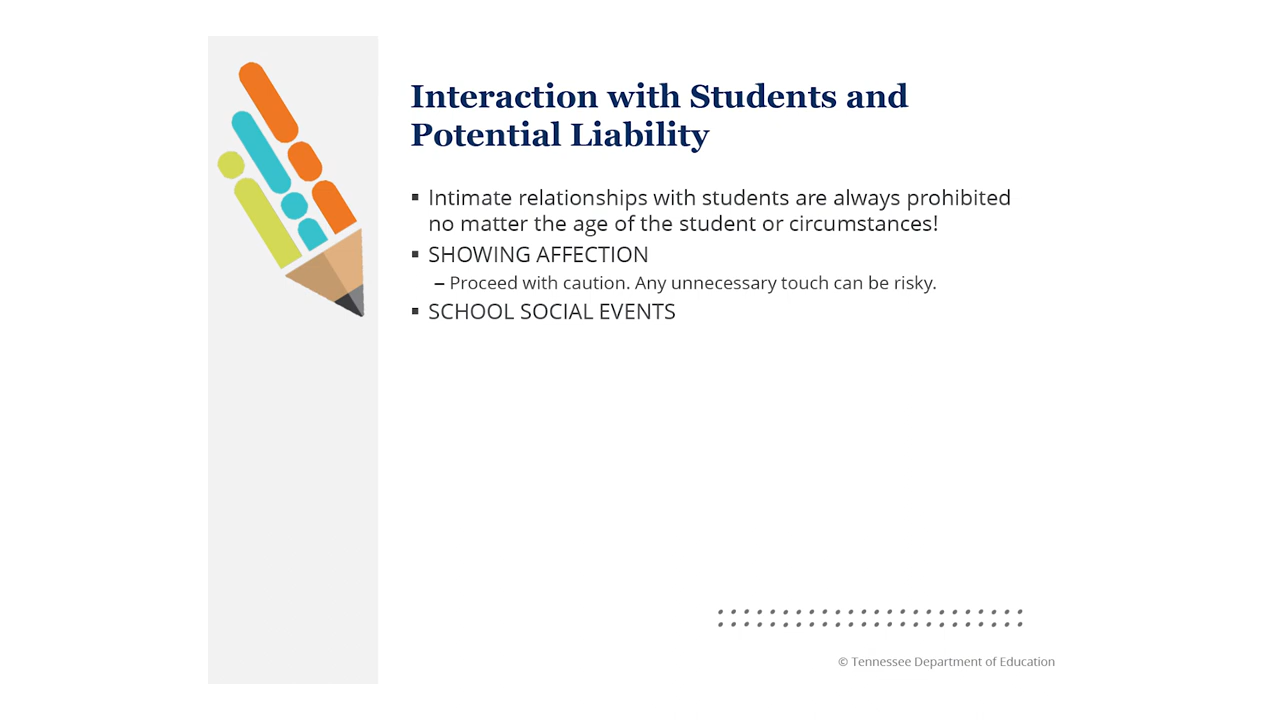 Interaction with Students and
Potential Liability
▪ Intimate relationships with students are always prohibited
no matter the age of the student or circumstances!
▪ SHOWING AFFECTION
– Proceed with caution. Any unnecessary touch can be risky.
▪ SCHOOL SOCIAL EVENTS
© Tennessee Department of Education